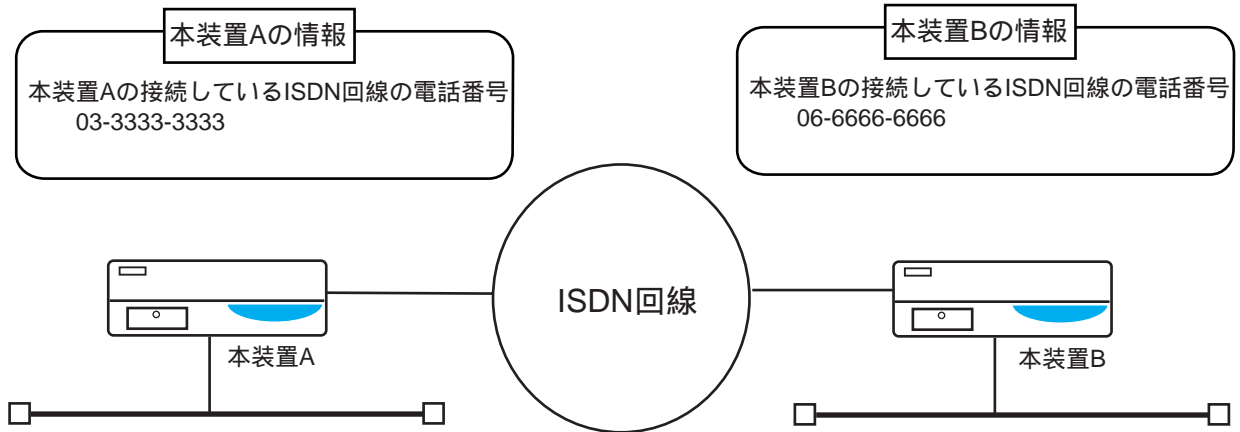 本装置Aの情報
本装置Aの接続しているISDN回線の電話番号
03-3333-3333
本装置Bの情報
本装置Bの接続しているISDN回線の電話番号
06-6666-6666
ISDN回線
本装置A
本装置B